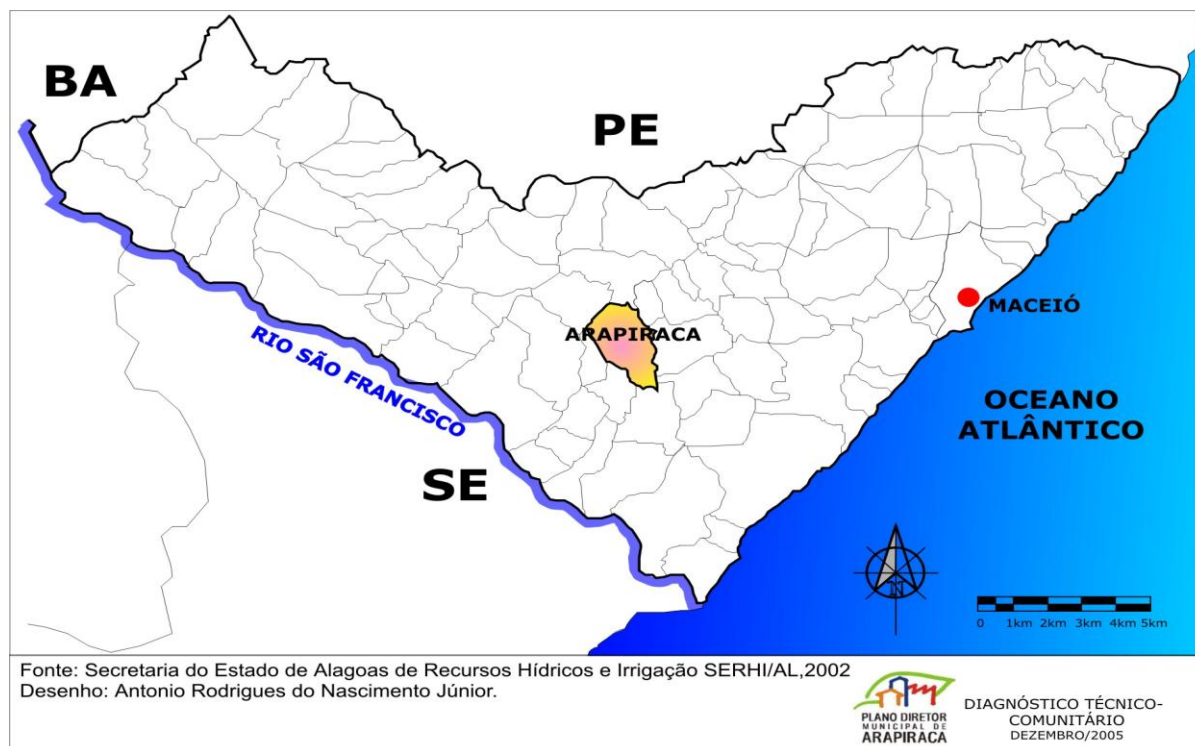 BA
PE
ARAPIRACA
MACEIÓ
RIO SÃO FRANCISCO
OCEANO
ATLÂNTICO
SE
N
0 1km 2km 3km 4km 5km
Fonte: Secretaria do Estado de Alagoas de Recursos Hídricos e Irrigação SERHI/AL,2002
Desenho: Antonio Rodrigues do Nascimento Júnior.
PLANO DIRETOR
MUNICIPAL DE
ARAPIRACA
DIAGNÓSTICO TÉCNICO-
COMUNITÁRIO
DEZEMBRO/2005